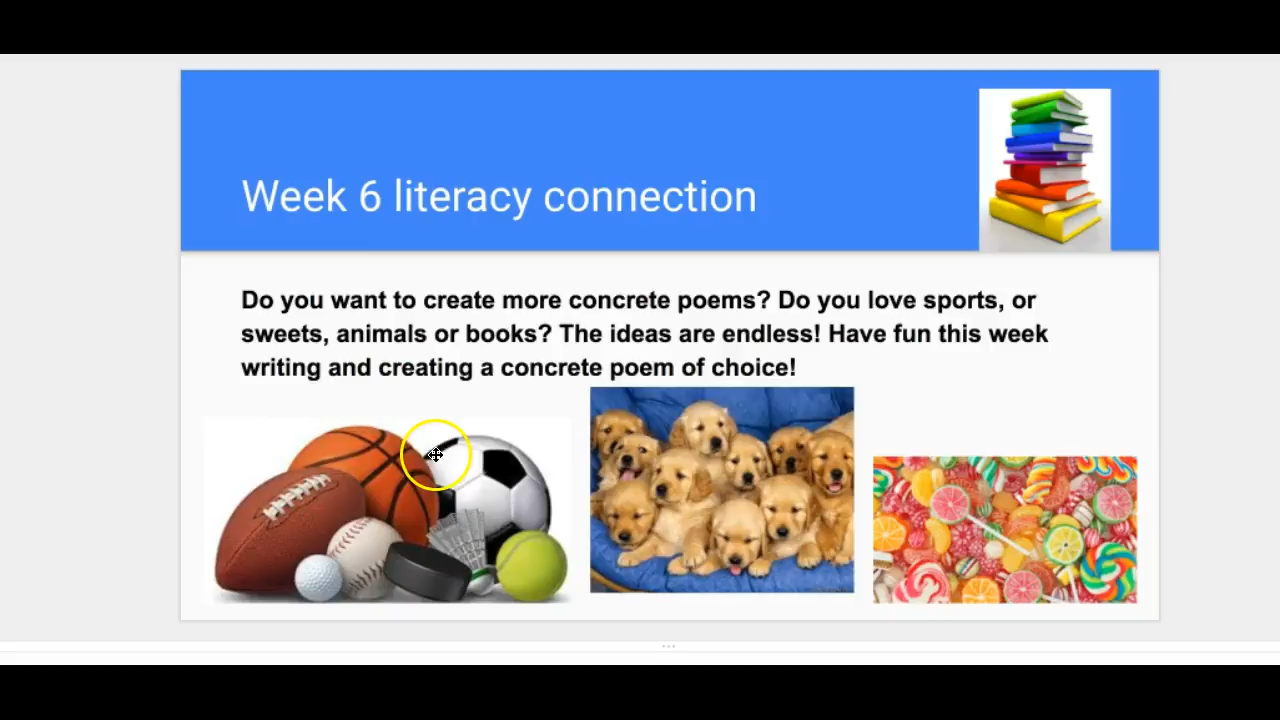 Week 6 literacy connection
Do you want to create more concrete poems? Do you love sports, or
sweets, animals or books? The ideas are endless! Have fun this week
writing and creating a concrete poem of choice!